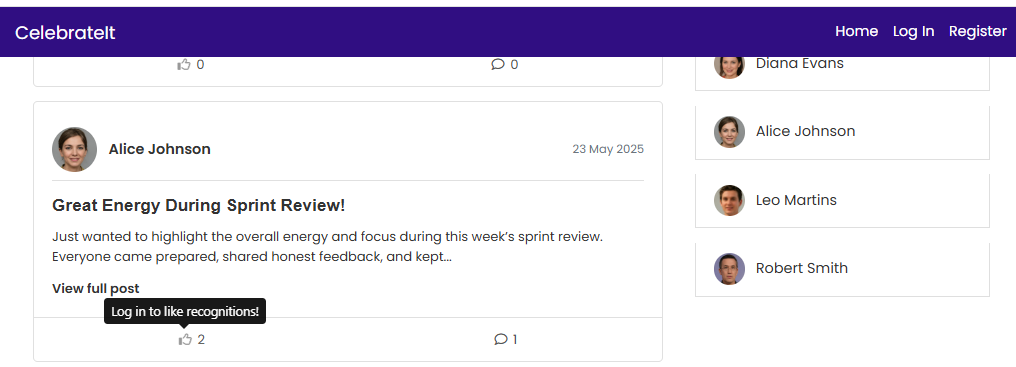 CelebrateIt
Home Log In Register
0 0
Alice Johnson 23 May 2025
Great Energy During Sprint Review!
Just wanted to highlight the overall energy and focus during this week’s sprint review.
Everyone came prepared, shared honest feedback, and kept...
View full post
Log in to like recognitions!
2 1
Diana Evans
Alice Johnson
Leo Martins
Robert Smith